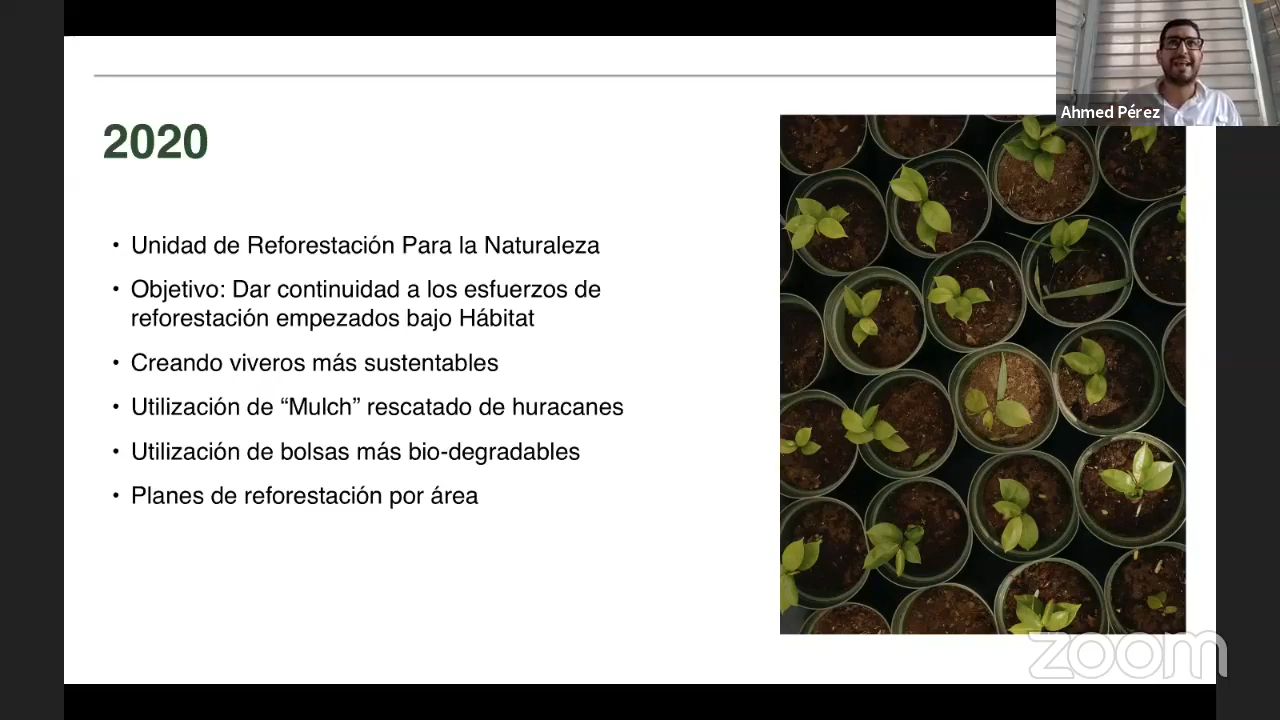 Ahmed Pérez
2020
• Unidad de Reforestación Para la Naturaleza
• Objetivo: Dar continuidad a los esfuerzos de
reforestación empezados bajo Hábitat
• Creando viveros más sustentables
• Utilización de “Mulch” rescatado de huracanes
• Utilización de bolsas más bio-degradables
• Planes de reforestación por área
zoom